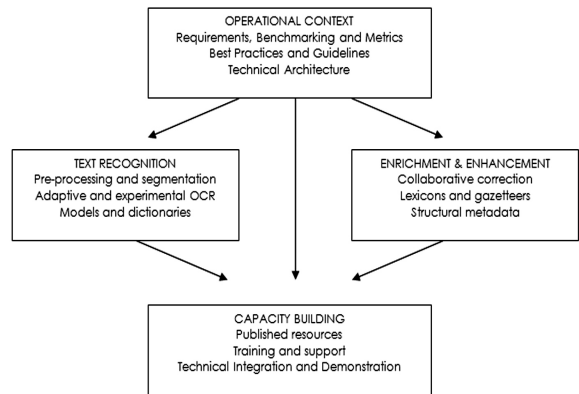 OPERATIONAL CONTEXT
Requirements, Benchmarking and Metrics
Best Practices and Guidelines
Technical Architecture
TEXT RECOGNITION
Pre-processing and segmentation
Adaptive and experimental OCR
Models and dictionaries
ENRICHMENT & ENHANCEMENT
Collaborative correction
Lexicons and gazetteers
Structural metadata
CAPACITY BUILDING
Published resources
Training and support
Technical Integration and Demonstration